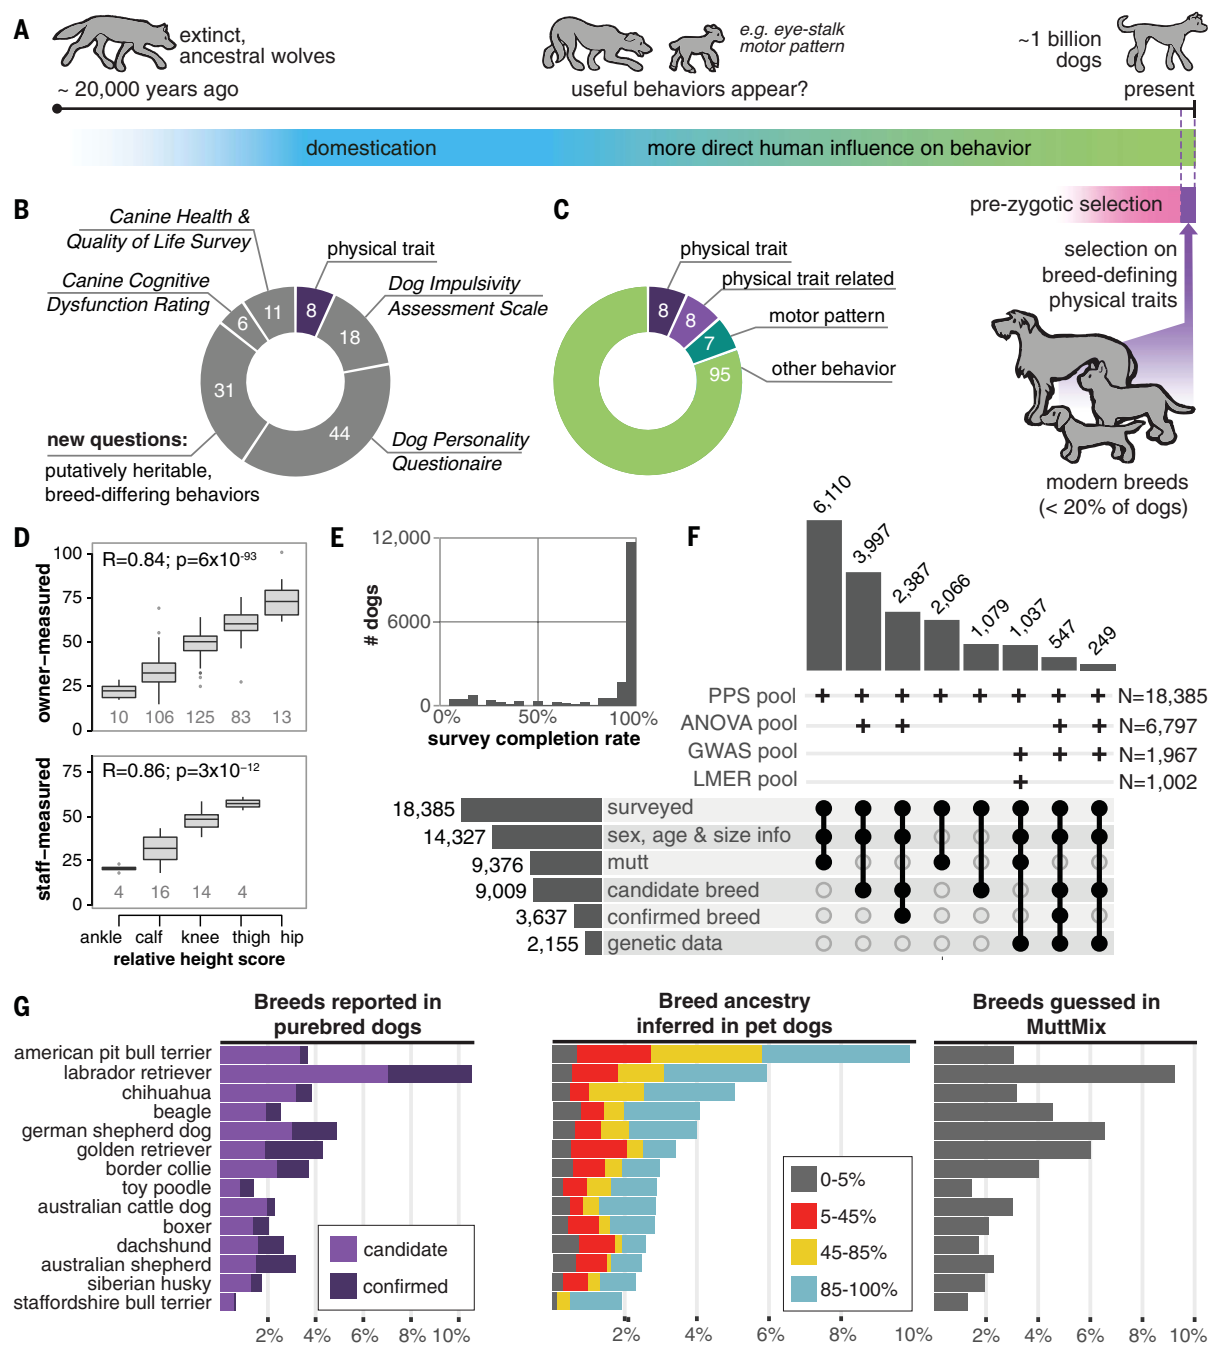 A
extinct,
ancestral wolves
e.g. eye-stalk
motor pattern
~1 billion
dogs
~ 20,000 years ago
useful behaviors appear?
present
domestication
more direct human influence on behavior
pre-zygotic selection
selection on
breed-defining
physical traits
modern breeds
(< 20% of dogs)
B
Canine Health &
Quality of Life Survey
physical trait
Canine Cognitive
Dysfunction Rating
Dog Impulsivity
Assessment Scale
11
8
6
18
31
44
new questions:
putatively heritable,
breed-differing behaviors
Dog Personality
Questionaire
C
physical trait
physical trait related
motor pattern
other behavior
8
8
7
95
D
R=0.84; p=6x10-93
owner–measured
100
75
50
25
0
10
106
125
83
13
R=0.86; p=3x10–12
staff–measured
75
50
25
0
4
16
14
4
ankle
calf
knee
thigh
hip
relative height score
E
# dogs
12,000
6000
0
0%
50%
100%
survey completion rate
F
6,110
3,997
2,387
2,066
1,079
1,037
547
249
PPS pool
N=18,385
ANOVA pool
N=6,797
GWAS pool
N=1,967
LMER pool
N=1,002
18,385
surveyed
14,327
sex, age & size info
9,376
mutt
9,009
candidate breed
3,637
confirmed breed
2,155
genetic data
G
Breeds reported in
purebred dogs
Breed ancestry
inferred in pet dogs
Breeds guessed in
MuttMix
american pit bull terrier
labrador retriever
chihuahua
beagle
german shepherd dog
golden retriever
border collie
toy poodle
australian cattle dog
boxer
dachshund
australian shepherd
siberian husky
staffordshire bull terrier
candidate
confirmed
0-5%
5-45%
45-85%
85-100%
2%
4%
6%
8%
10%
2%
4%
6%
8%
10%
2%
4%
6%
8%
10%